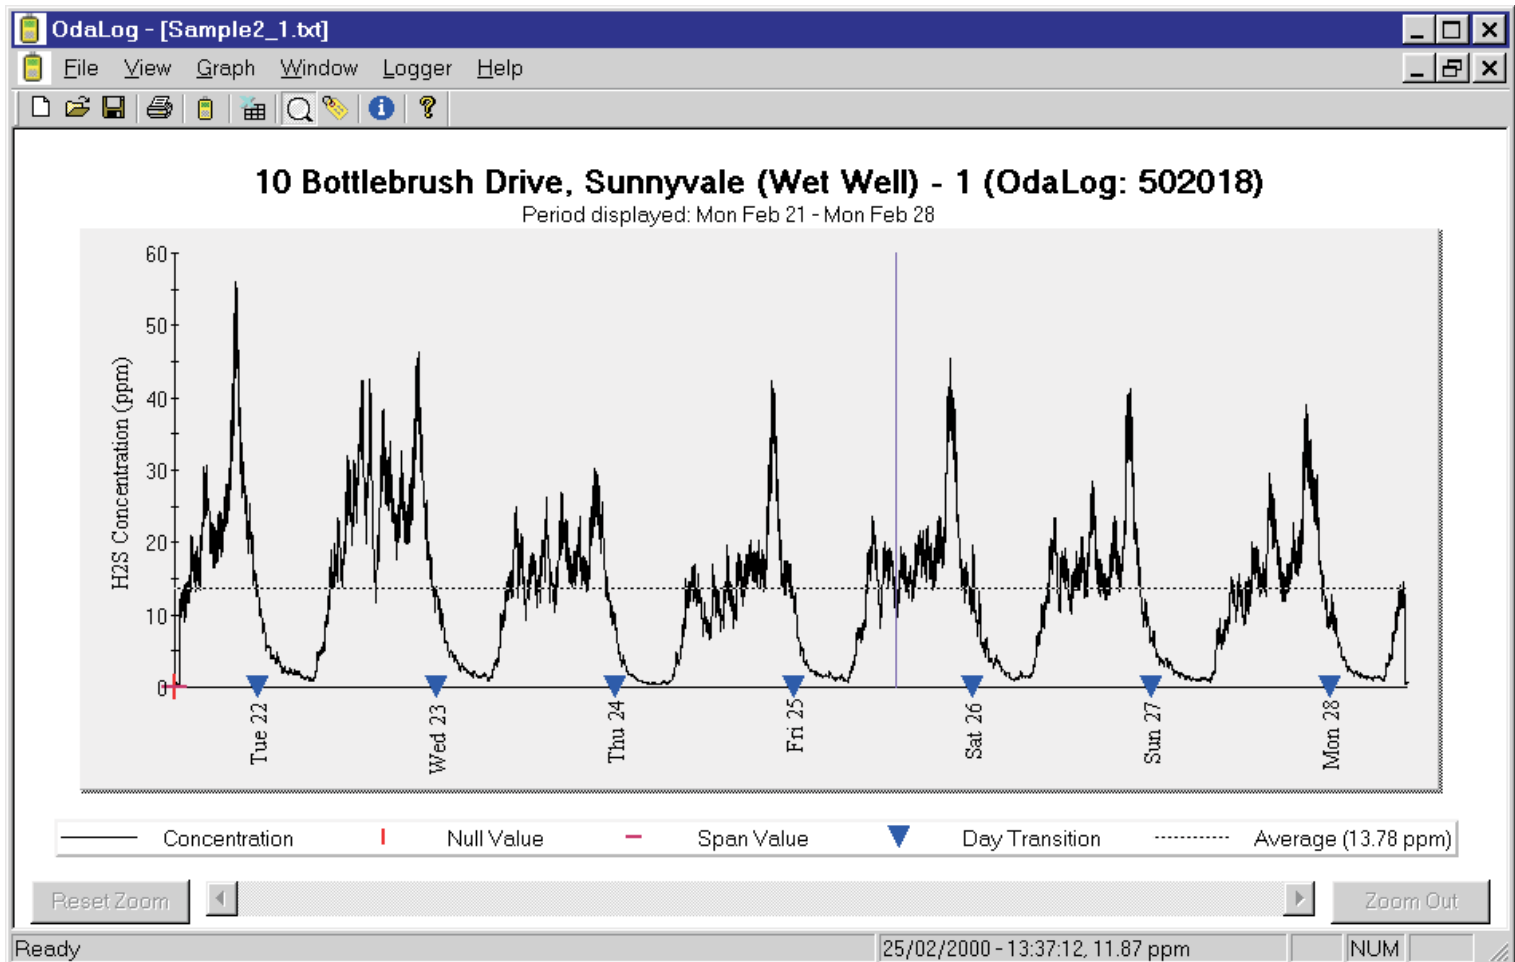 OdaLog - [Sample2_1.txt]
File View Graph Window Logger Help
10 Bottlebrush Drive, Sunnyvale (Wet Well) - 1 (OdaLog: 502018)
Period displayed: Mon Feb 21 - Mon Feb 28
H2S Concentration (ppm)
60
50
40
30
20
10
0
Tue 22
Wed 23
Thu 24
Fri 25
Sat 26
Sun 27
Mon 28
Concentration Null Value Span Value Day Transition Average (13.78 ppm)
Reset Zoom Zoom Out
Ready 25/02/2000 - 13:37:12, 11.87 ppm NUM